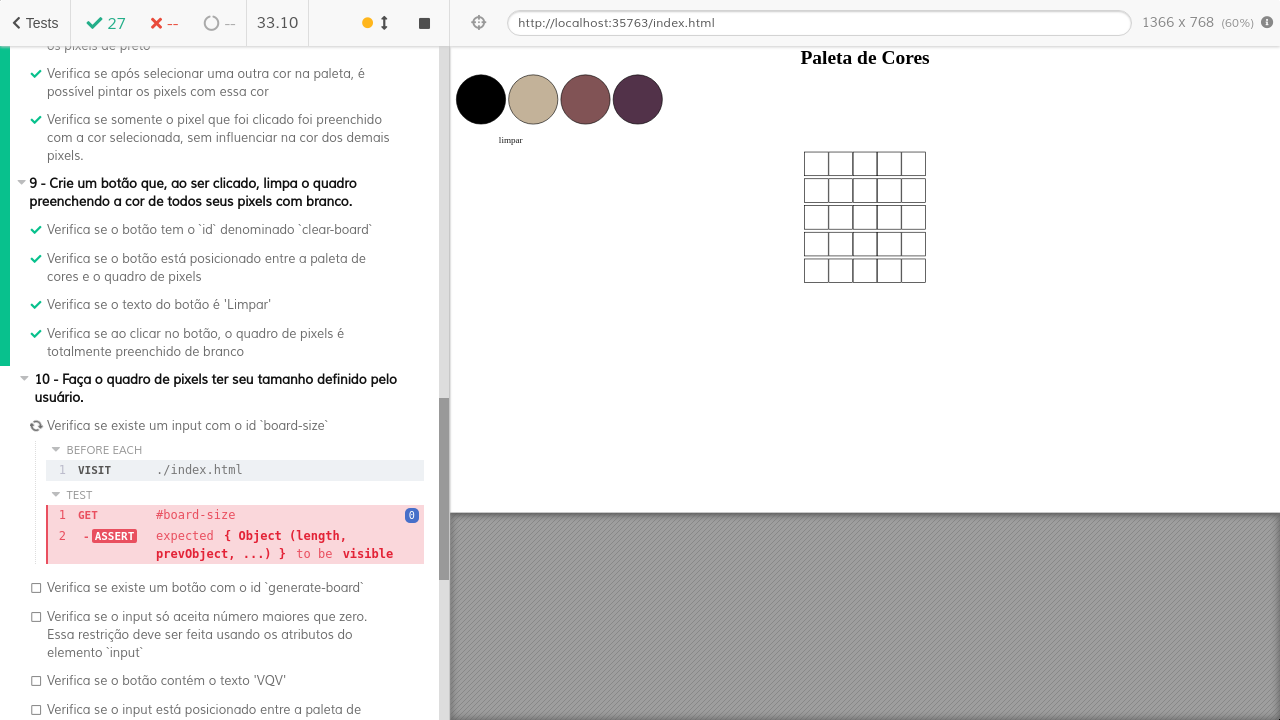 Tests
27
--
--
33.10
http://localhost:35763/index.html
1366 x 768 (60%)
os pixels de preto
Verifica se após selecionar uma outra cor na paleta, é
possível pintar os pixels com essa cor
Verifica se somente o pixel que foi clicado foi preenchido
com a cor selecionada, sem influenciar na cor dos demais
pixels.
9 - Crie um botão que, ao ser clicado, limpa o quadro
preenchendo a cor de todos seus pixels com branco.
Verifica se o botão tem o `id` denominado `clear-board`
Verifica se o botão está posicionado entre a paleta de
cores e o quadro de pixels
Verifica se o texto do botão é 'Limpar'
Verifica se ao clicar no botão, o quadro de pixels é
totalmente preenchido de branco
10 - Faça o quadro de pixels ter seu tamanho definido pelo
usuário.
Verifica se existe um input com o id `board-size`
BEFORE EACH
1 VISIT ./index.html
TEST
1 GET #board-size 0
2 -ASSERT expected { Object (length,
prevObject, ...) } to be visible
Verifica se existe um botão com o id `generate-board`
Verifica se o input só aceita número maiores que zero.
Essa restrição deve ser feita usando os atributos do
elemento `input`
Verifica se o botão contém o texto 'VQV'
Verifica se o input está posicionado entre a paleta de
Paleta de Cores
limpar